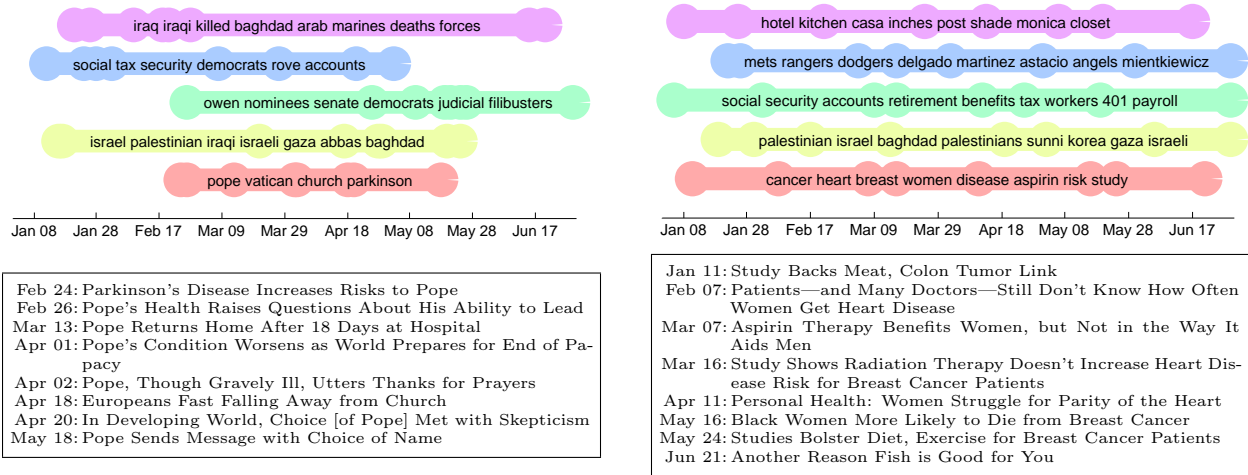 iraq iraqi killed baghdad arab marines deaths forces
social tax security democrats rove accounts
owen nominees senate democrats judicial filibusters
israel palestinian iraqi israeli gaza abbas baghdad
pope vatican church parkinson
Jan 08 Jan 28 Feb 17 Mar 09 Mar 29 Apr 18 May 08 May 28 Jun 17
Feb 24: Parkinson's Disease Increases Risks to Pope
Feb 26: Pope's Health Raises Questions About His Ability to Lead
Mar 13: Pope Returns Home After 18 Days at Hospital
Apr 01: Pope's Condition Worsens as World Prepares for End of Pa-
pacy
Apr 02: Pope, Though Gravely Ill, Utters Thanks for Prayers
Apr 18: Europeans Fast Falling Away from Church
Apr 20: In Developing World, Choice [of Pope] Met with Skepticism
May 18: Pope Sends Message with Choice of Name
hotel kitchen casa inches post shade monica closet
mets rangers dodgers delgado martinez astacio angels mientkiewicz
social security accounts retirement benefits tax workers 401 payroll
palestinian israel baghdad palestinians sunni korea gaza israeli
cancer heart breast women disease aspirin risk study
Jan 08 Jan 28 Feb 17 Mar 09 Mar 29 Apr 18 May 08 May 28 Jun 17
Jan 11: Study Backs Meat, Colon Tumor Link
Feb 07: Patients—and Many Doctors—Still Don't Know How Often
Women Get Heart Disease
Mar 07: Aspirin Therapy Benefits Women, but Not in the Way It
Aids Men
Mar 16: Study Shows Radiation Therapy Doesn't Increase Heart Dis-
ease Risk for Breast Cancer Patients
Apr 11: Personal Health: Women Struggle for Parity of the Heart
May 16: Black Women More Likely to Die from Breast Cancer
May 24: Studies Bolster Diet, Exercise for Breast Cancer Patients
Jun 21: Another Reason Fish is Good for You